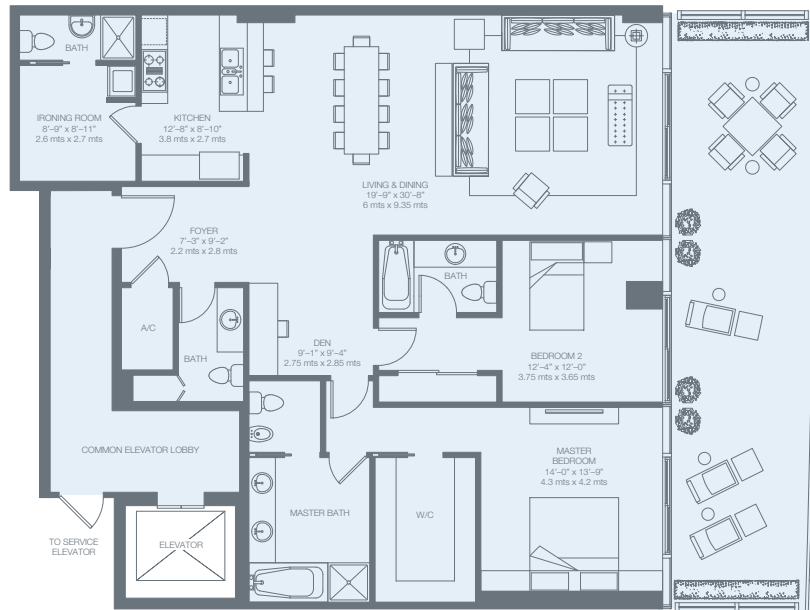 BATH
IRONING ROOM
8'–9" x 8'–11"
2.6 mts x 2.7 mts
KITCHEN
12'–8" x 8'–10"
3.8 mts x 2.7 mts
LIVING & DINING
19'–9" x 30'–8"
6 mts x 9.35 mts
FOYER
7'–3" x 9'–2"
2.2 mts x 2.8 mts
BATH
A/C
BATH
DEN
9'–1" x 9'–4"
2.75 mts x 2.85 mts
BEDROOM 2
12'–4" x 12'–0"
3.75 mts x 3.65 mts
COMMON ELEVATOR LOBBY
MASTER
BEDROOM
14'–0" x 13'–9"
4.3 mts x 4.2 mts
MASTER BATH
W/C
TO SERVICE
ELEVATOR
ELEVATOR